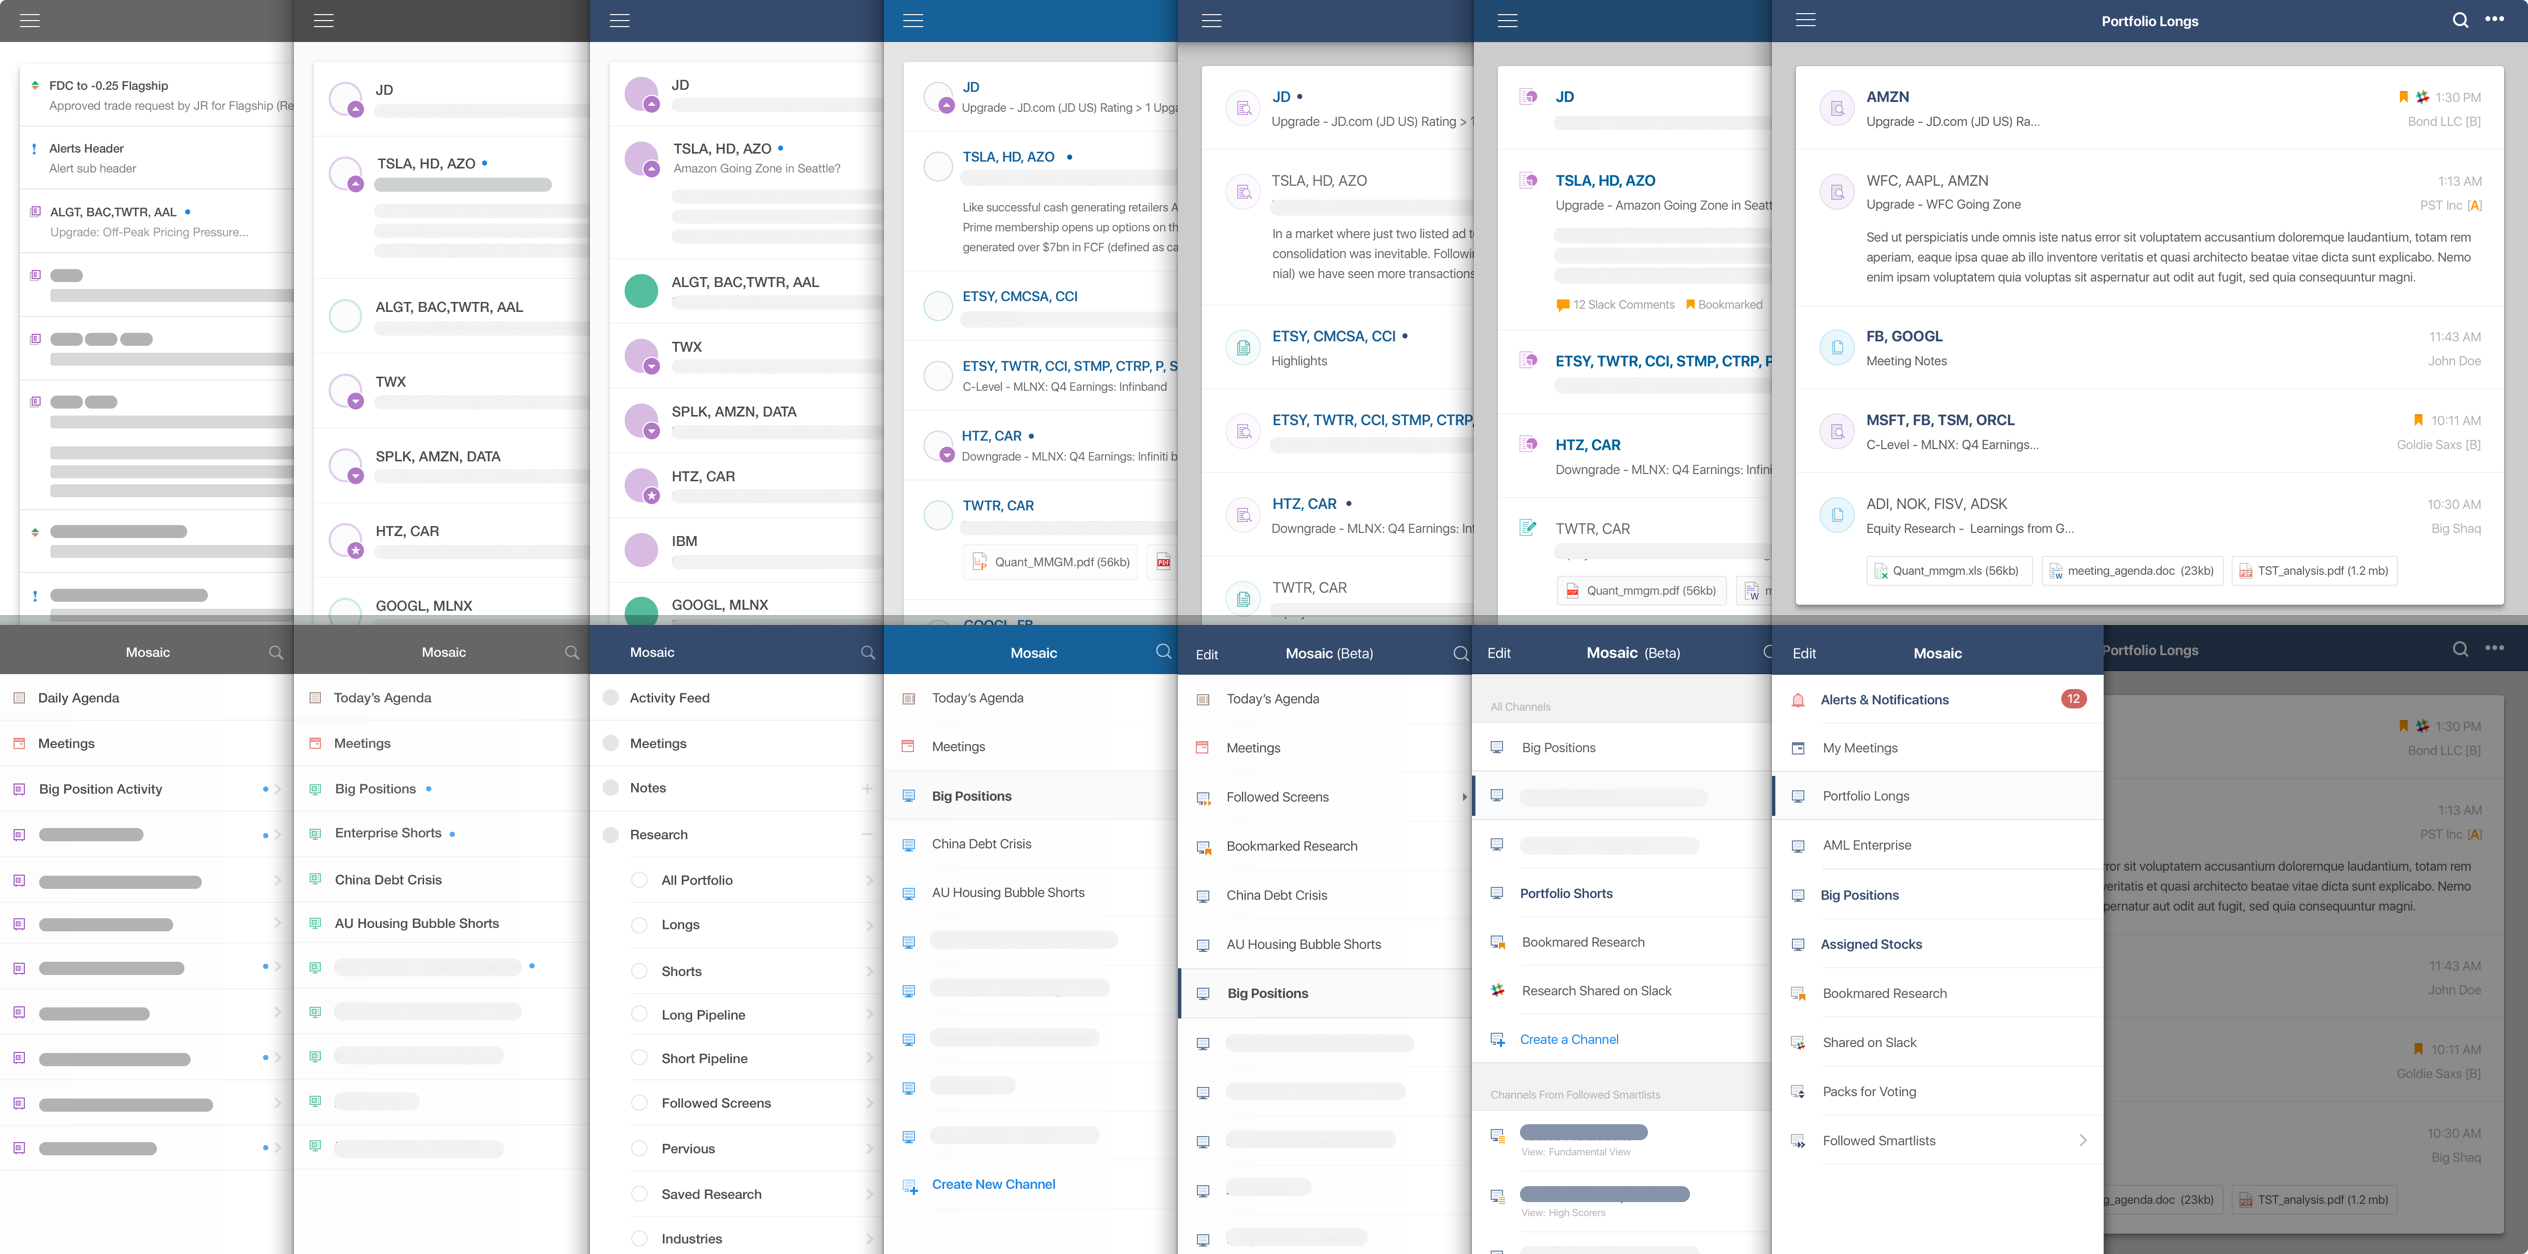 FDC to -0.25 Flagship
Approved trade request by JR for Flagship (Re
Alerts Header
Alert sub header
ALGT, BAC,TWTR, AAL
Upgrade: Off-Peak Pricing Pressure...
JD
TSLA, HD, AZO
ALGT, BAC,TWTR, AAL
TWX
SPLK, AMZN, DATA
HTZ, CAR
GOOGL, MLNX
JD
TSLA, HD, AZO
Amazon Going Zone in Seattle?
ALGT, BAC,TWTR, AAL
TWX
SPLK, AMZN, DATA
HTZ, CAR
IBM
GOOGL, MLNX
JD
Upgrade - JD.com (JD US) Rating > 1 Upga
TSLA, HD, AZO
Like successful cash generating retailers A
Prime membership opens up options on th
generated over $7bn in FCF (defined as ca
ETSY, CMCSA, CCI
ETSY, TWTR, CCI, STMP, CTRP, P, S
C-Level - MLNX: Q4 Earnings: Infinband
HTZ, CAR
Downgrade - MLNX: Q4 Earnings: Infiniti b
TWTR, CAR
Quant_MMGM.pdf (56kb)
PDF
GOOGL, FB
JD
Upgrade - JD.com (JD US) Rating > 1
TSLA, HD, AZO
In a market where just two listed ad t
consolidation was inevitable. Followin
nial) we have seen more transactions
ETSY, CMCSA, CCI
Highlights
ETSY, TWTR, CCI, STMP, CTRP,
HTZ, CAR
Downgrade - MLNX: Q4 Earnings: Inf
TWTR, CAR
JD
TSLA, HD, AZO
Upgrade - Amazon Going Zone in Seatt
12 Slack Comments
Bookmarked
ETSY, TWTR, CCI, STMP, CTRP, P
HTZ, CAR
Downgrade - MLNX: Q4 Earnings: Infini
TWTR, CAR
Quant_mmgm.pdf (56kb)
m
Portfolio Longs
AMZN
1:30 PM
Upgrade - JD.com (JD US) Ra...
Bond LLC [B]
WFC, AAPL, AMZN
1:13 AM
Upgrade - WFC Going Zone
PST Inc [A]
Sed ut perspiciatis unde omnis iste natus error sit voluptatem accusantium doloremque laudantium, totam rem
aperiam, eaque ipsa quae ab illo inventore veritatis et quasi architecto beatae vitae dicta sunt explicabo. Nemo
enim ipsam voluptatem quia voluptas sit aspernatur aut odit aut fugit, sed quia consequuntur magni.
FB, GOOGL
11:43 AM
Meeting Notes
John Doe
MSFT, FB, TSM, ORCL
10:11 AM
C-Level - MLNX: Q4 Earnings...
Goldie Saxs [B]
ADI, NOK, FISV, ADSK
10:30 AM
Equity Research - Learnings from G...
Big Shaq
Quant_mmgm.xls (56kb)
meeting_agenda.doc (23kb)
TST_analysis.pdf (1.2 mb)
Mosaic
Daily Agenda
Meetings
Big Position Activity
Mosaic
Today's Agenda
Meetings
Big Positions
Enterprise Shorts
China Debt Crisis
AU Housing Bubble Shorts
Mosaic
Activity Feed
Meetings
Notes
Research
All Portfolio
Longs
Shorts
Long Pipeline
Short Pipeline
Followed Screens
Pervious
Saved Research
Industries
Mosaic
Today's Agenda
Meetings
Big Positions
China Debt Crisis
AU Housing Bubble Shorts
Create New Channel
Edit
Mosaic (Beta)
Today's Agenda
Meetings
Followed Screens
Bookmarked Research
China Debt Crisis
AU Housing Bubble Shorts
Big Positions
Edit
Mosaic (Beta)
All Channels
Big Positions
Portfolio Shorts
Bookmared Research
Research Shared on Slack
Create a Channel
Channels From Followed Smartlists
View: Fundamental View
View: High Scorers
Edit
Mosaic
Alerts & Notifications
12
My Meetings
Portfolio Longs
AML Enterprise
Big Positions
Assigned Stocks
Bookmared Research
Shared on Slack
Packs for Voting
Followed Smartlists
Portfolio Longs
1:30 PM
Bond LLC [B]
1:13 AM
PST Inc [A]
ror sit voluptatem accusantium doloremque laudantium, totam rem
veritatis et quasi architecto beatae vitae dicta sunt explicabo. Nemo
pernatur aut odit aut fugit, sed quia consequuntur magni.
11:43 AM
John Doe
10:11 AM
Goldie Saxs [B]
10:30 AM
Big Shaq
g_agenda.doc (23kb)
TST_analysis.pdf (1.2 mb)